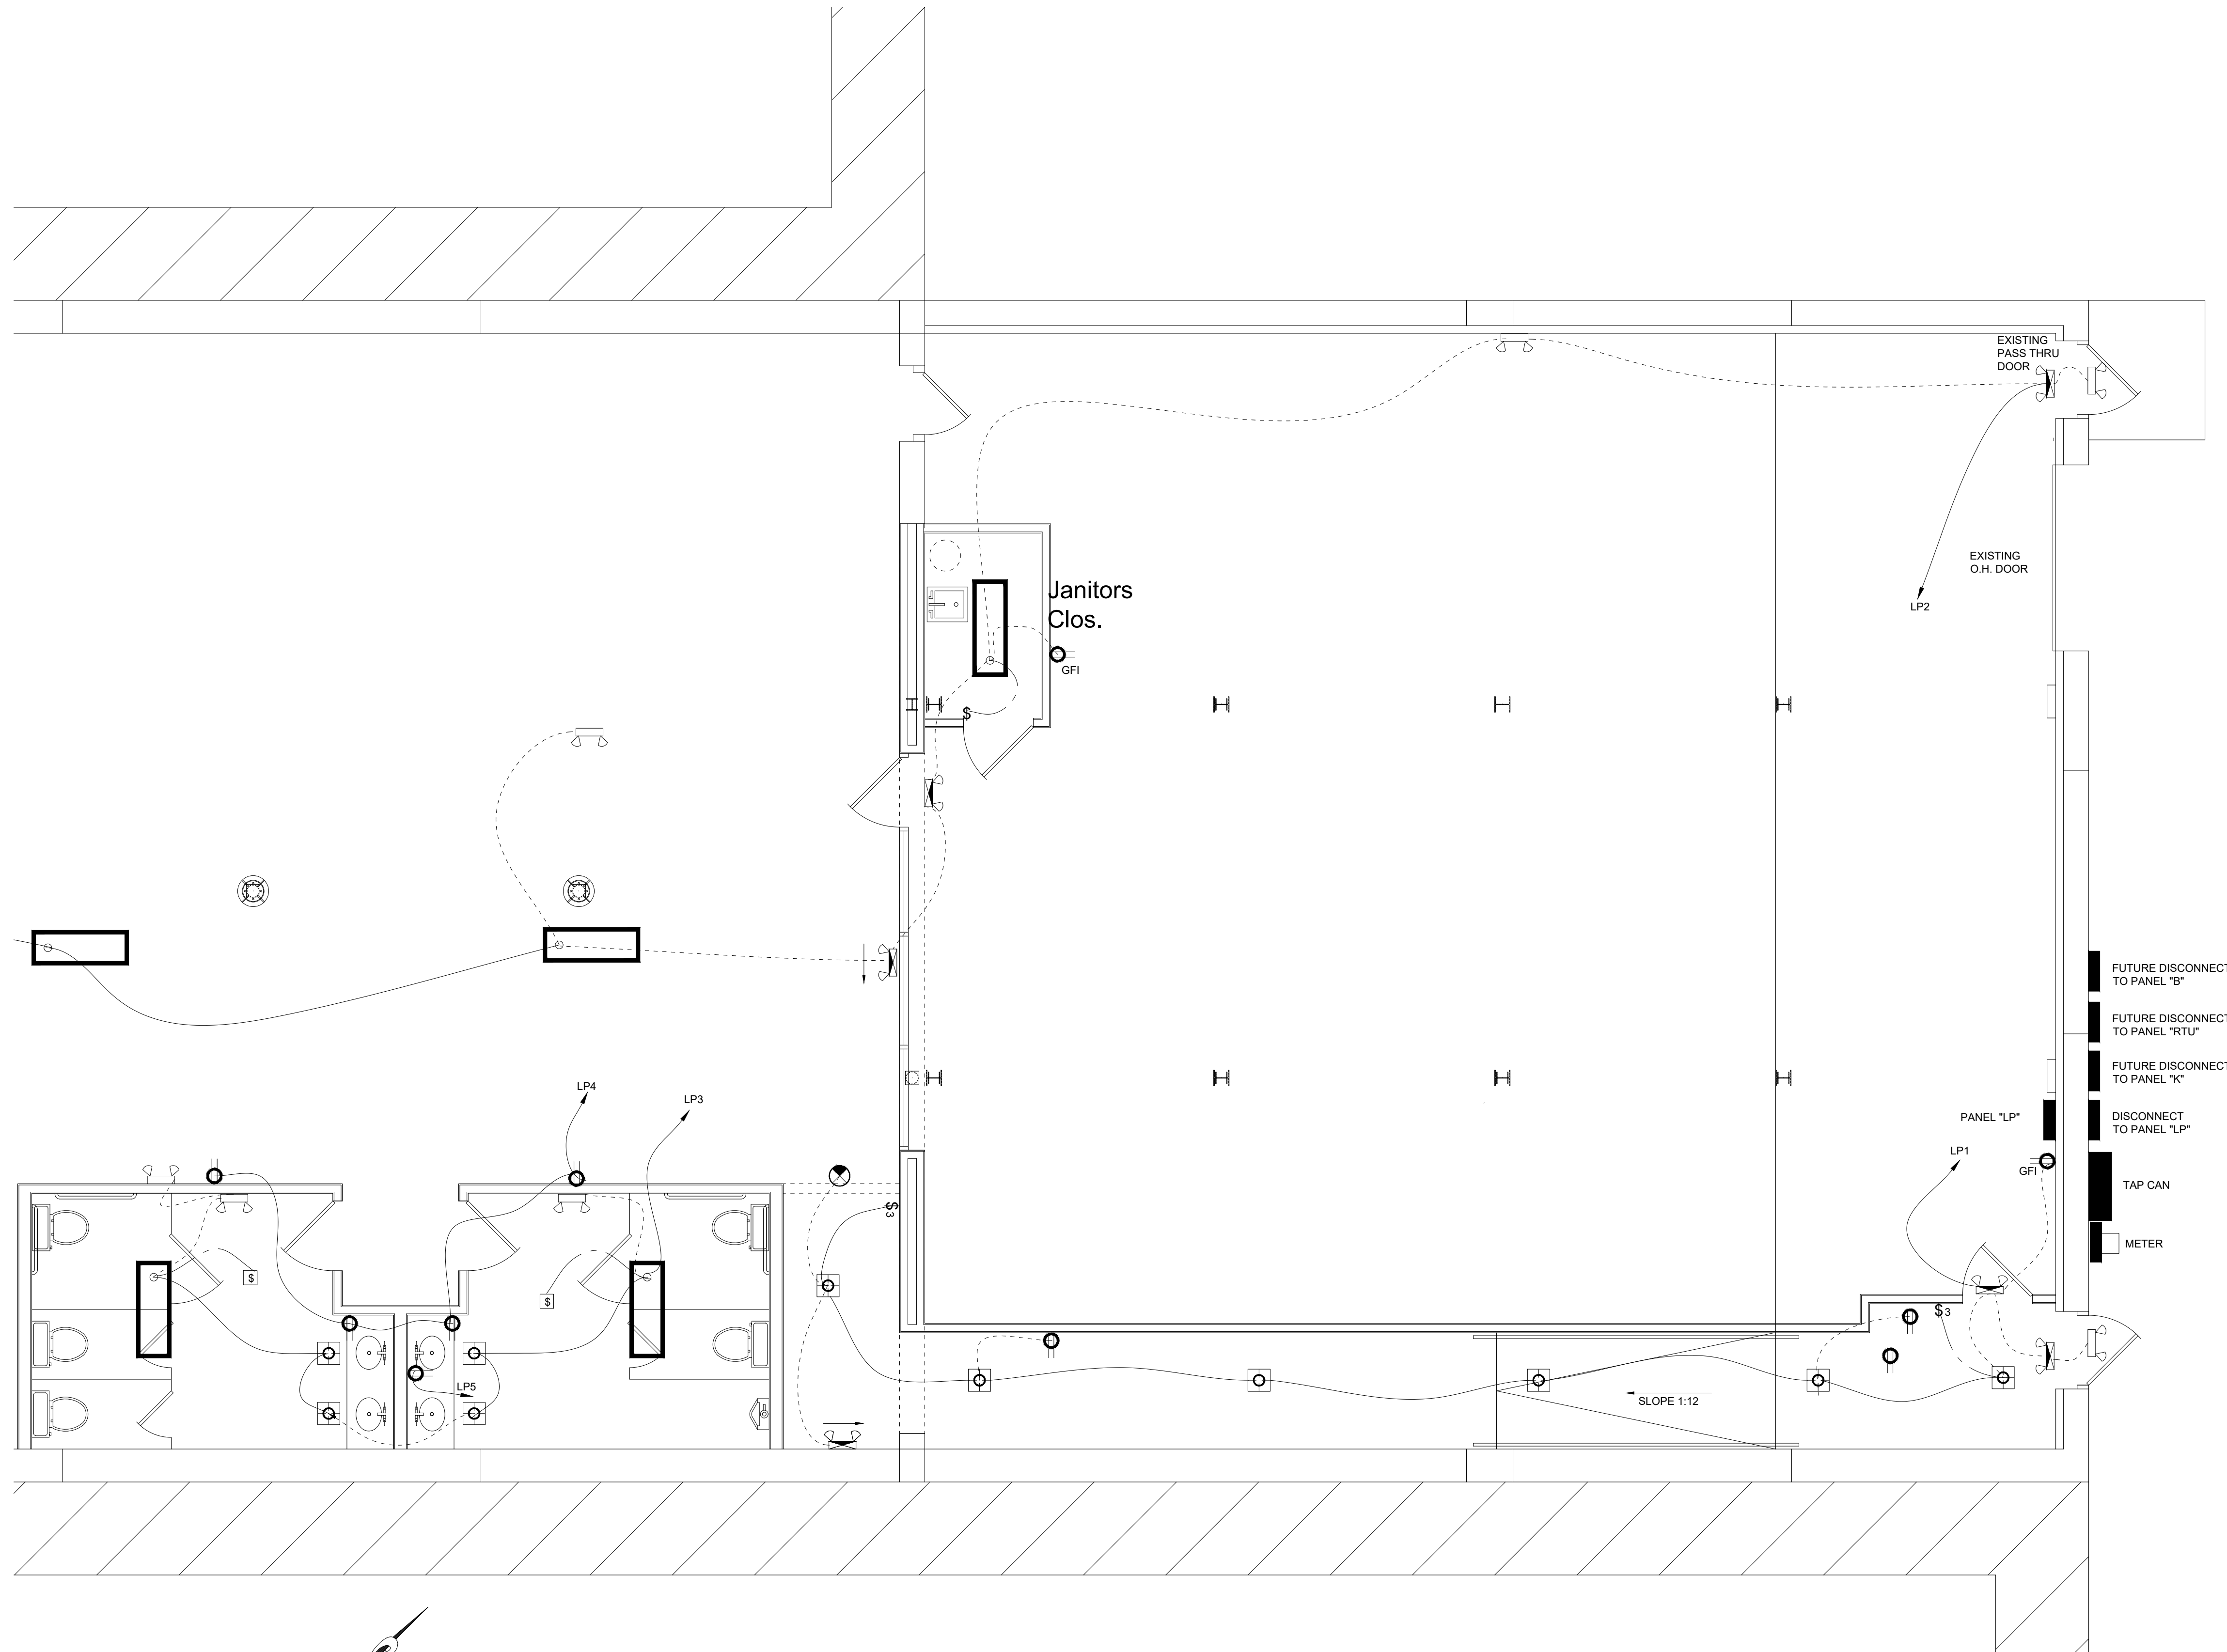 EXISTING
PASS THRU
DOOR
EXISTING
O.H. DOOR
Janitors
Clos.
LP2
GFI
$
FUTURE DISCONNECT
TO PANEL "B"
FUTURE DISCONNECT
TO PANEL "RTU"
FUTURE DISCONNECT
TO PANEL "K"
LP4
LP3
PANEL "LP"
DISCONNECT
TO PANEL "LP"
LP1
GFI
TAP CAN
$3
METER
$
$
$3
LP5
SLOPE 1:12